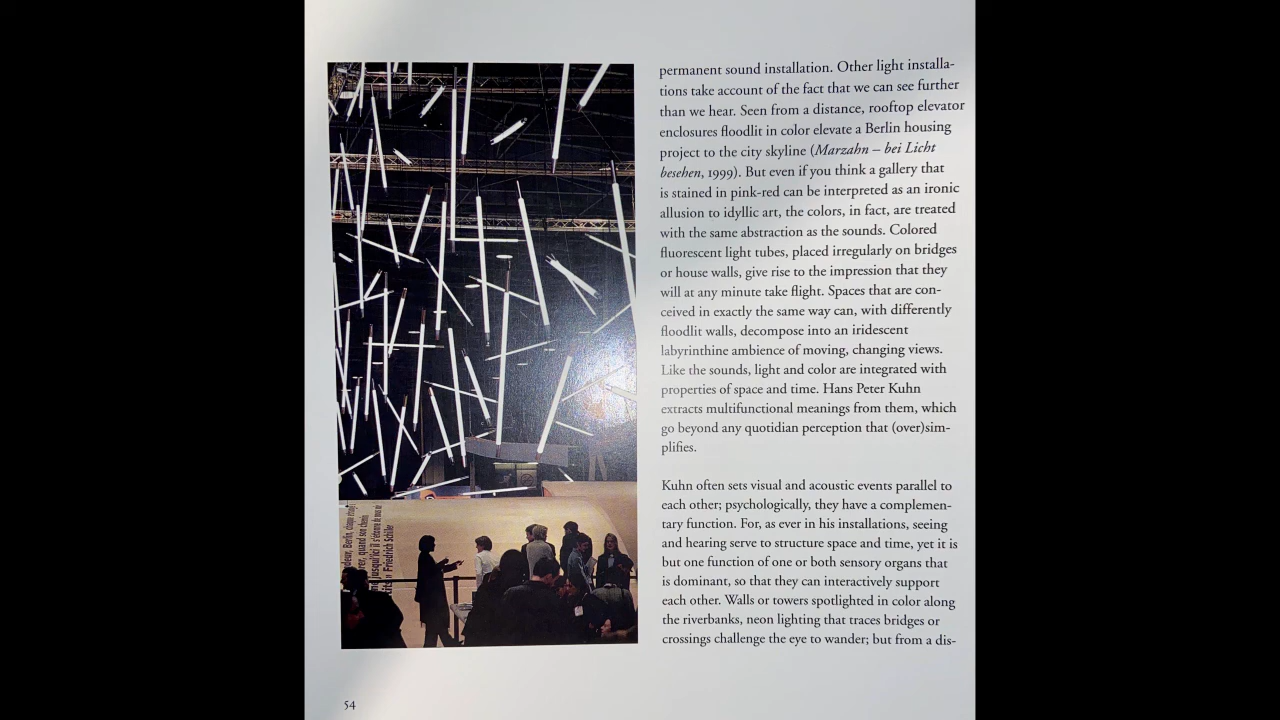 permanent sound installation. Other light installa-
tions take account of the fact that we can see further
than we hear. Seen from a distance, rooftop elevator
enclosures floodlit in color elevate a Berlin housing
project to the city skyline (Marzahn – bei Licht
besehen, 1999). But even if you think a gallery that
is stained in pink-red can be interpreted as an ironic
allusion to idyllic art, the colors, in fact, are treated
with the same abstraction as the sounds. Colored
fluorescent light tubes, placed irregularly on bridges
or house walls, give rise to the impression that they
will at any minute take flight. Spaces that are con-
ceived in exactly the same way can, with differently
floodlit walls, decompose into an iridescent
labyrinthine ambience of moving, changing views.
Like the sounds, light and color are integrated with
properties of space and time. Hans Peter Kuhn
extracts multifunctional meanings from them, which
go beyond any quotidian perception that (over)sim-
plifies.
Kuhn often sets visual and acoustic events parallel to
each other; psychologically, they have a complemen-
tary function. For, as ever in his installations, seeing
and hearing serve to structure space and time, yet it is
but one function of one or both sensory organs that
is dominant, so that they can interactively support
each other. Walls or towers spotlighted in color along
the riverbanks, neon lighting that traces bridges or
crossings challenge the eye to wander; but from a dis-
Berlin, chaque
quand son chemin
jusqu'ici il s'étonne
Friedrich Schiller
54